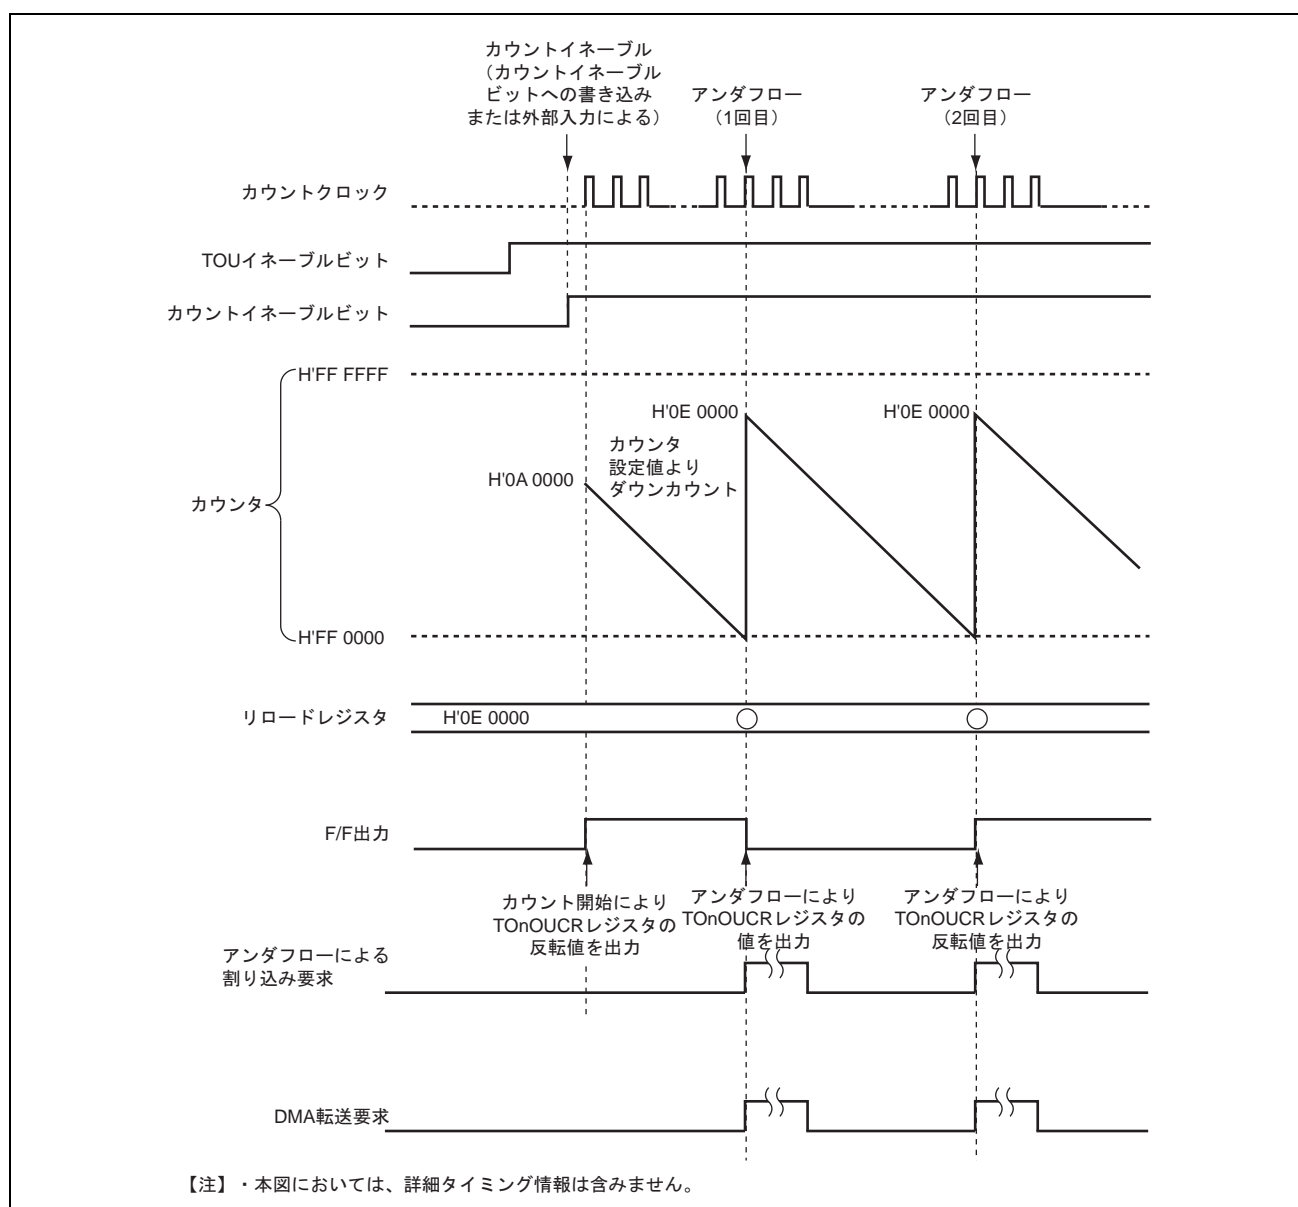 カウントイネーブル
(カウントイネーブル
ビットへの書き込み
または外部入力による)
アンダフロー
(1回目)
アンダフロー
(2回目)
カウントクロック
TOUイネーブルビット
カウントイネーブルビット
H'FF FFFF
H'0E 0000
H'0E 0000
カウンタ
設定値より
ダウンカウント
H'0A 0000
カウンタ
H'FF 0000
リロードレジスタ
H'0E 0000
F/F出力
カウント開始により
TOnOUCRレジスタの
反転値を出力
アンダフローにより
TOnOUCRレジスタの
値を出力
アンダフローにより
TOnOUCRレジスタの
反転値を出力
アンダフローによる
割り込み要求
DMA転送要求
【注】・本図においては、詳細タイミング情報は含みません。